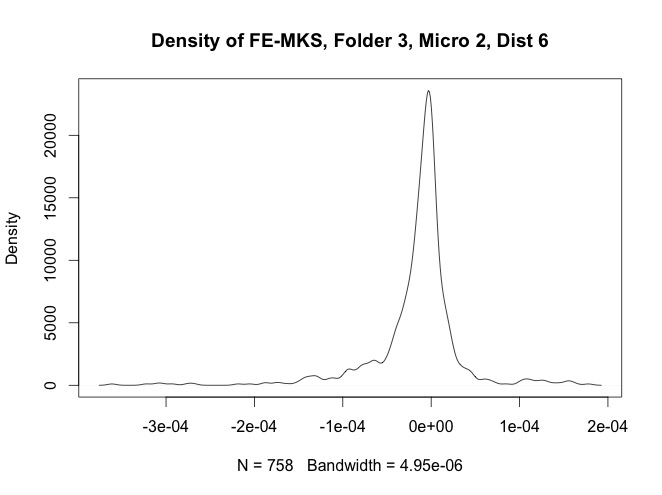 Density of FE-MKS, Folder 3, Micro 2, Dist 6
Density
20000
15000
10000
5000
0
-3e-04 -2e-04 -1e-04 0e+00 1e-04 2e-04
N = 758 Bandwidth = 4.95e-06